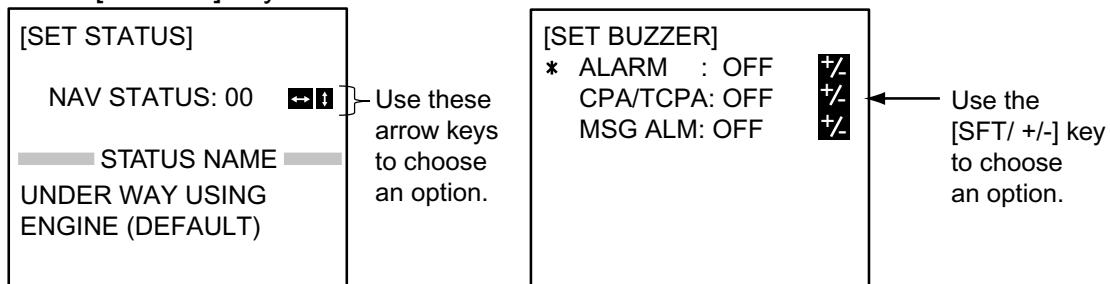 [SET STATUS]
NAV STATUS: 00
STATUS NAME
UNDER WAY USING
ENGINE (DEFAULT)
Use these
arrow keys
to choose
an option.
[SET BUZZER]
* ALARM : OFF +/-
CPA/TCPA: OFF +/-
MSG ALM: OFF +/-
Use the
[SFT/ +/-] key
to choose
an option.